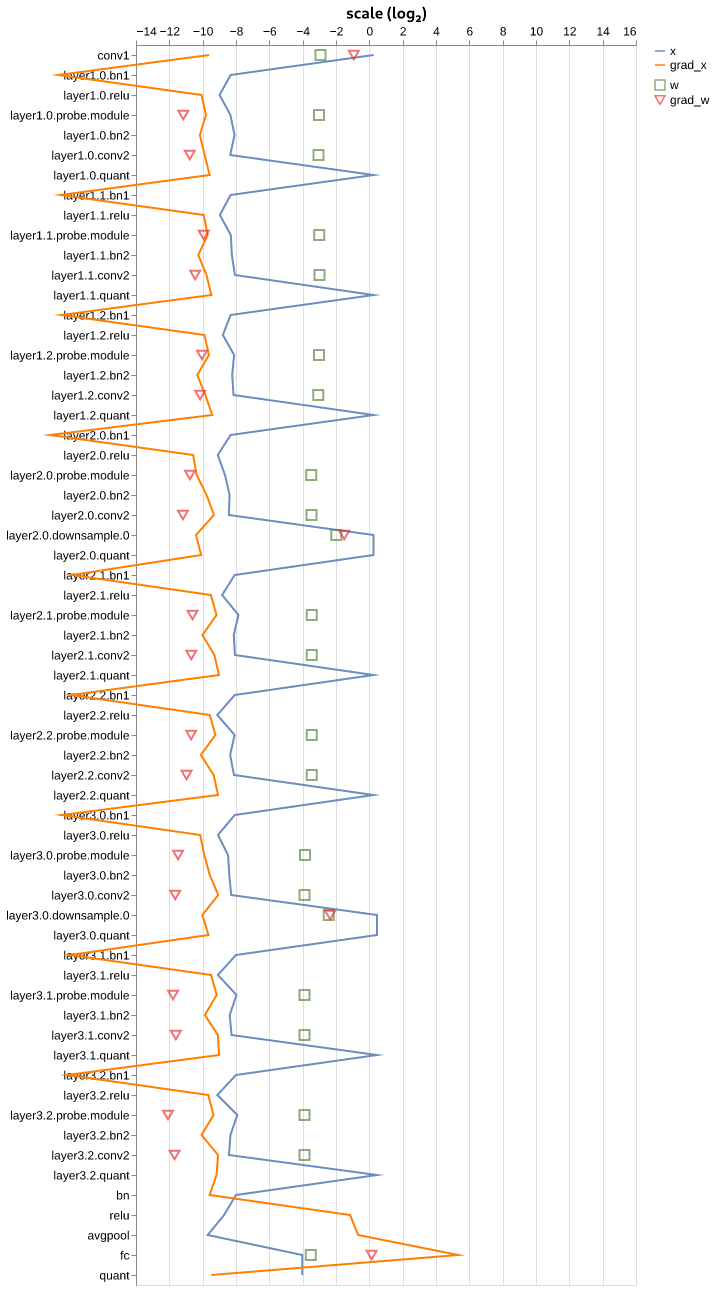 scale (log₂)
−14 −12 −10 −8 −6 −4 −2 0 2 4 6 8 10 12 14 16
x
grad_x
w
grad_w
conv1
layer1.0.bn1
layer1.0.relu
layer1.0.probe.module
layer1.0.bn2
layer1.0.conv2
layer1.0.quant
layer1.1.bn1
layer1.1.relu
layer1.1.probe.module
layer1.1.bn2
layer1.1.conv2
layer1.1.quant
layer1.2.bn1
layer1.2.relu
layer1.2.probe.module
layer1.2.bn2
layer1.2.conv2
layer1.2.quant
layer2.0.bn1
layer2.0.relu
layer2.0.probe.module
layer2.0.bn2
layer2.0.conv2
layer2.0.downsample.0
layer2.0.quant
layer2.1.bn1
layer2.1.relu
layer2.1.probe.module
layer2.1.bn2
layer2.1.conv2
layer2.1.quant
layer2.2.bn1
layer2.2.relu
layer2.2.probe.module
layer2.2.bn2
layer2.2.conv2
layer2.2.quant
layer3.0.bn1
layer3.0.relu
layer3.0.probe.module
layer3.0.bn2
layer3.0.conv2
layer3.0.downsample.0
layer3.0.quant
layer3.1.bn1
layer3.1.relu
layer3.1.probe.module
layer3.1.bn2
layer3.1.conv2
layer3.1.quant
layer3.2.bn1
layer3.2.relu
layer3.2.probe.module
layer3.2.bn2
layer3.2.conv2
layer3.2.quant
bn
relu
avgpool
fc
quant